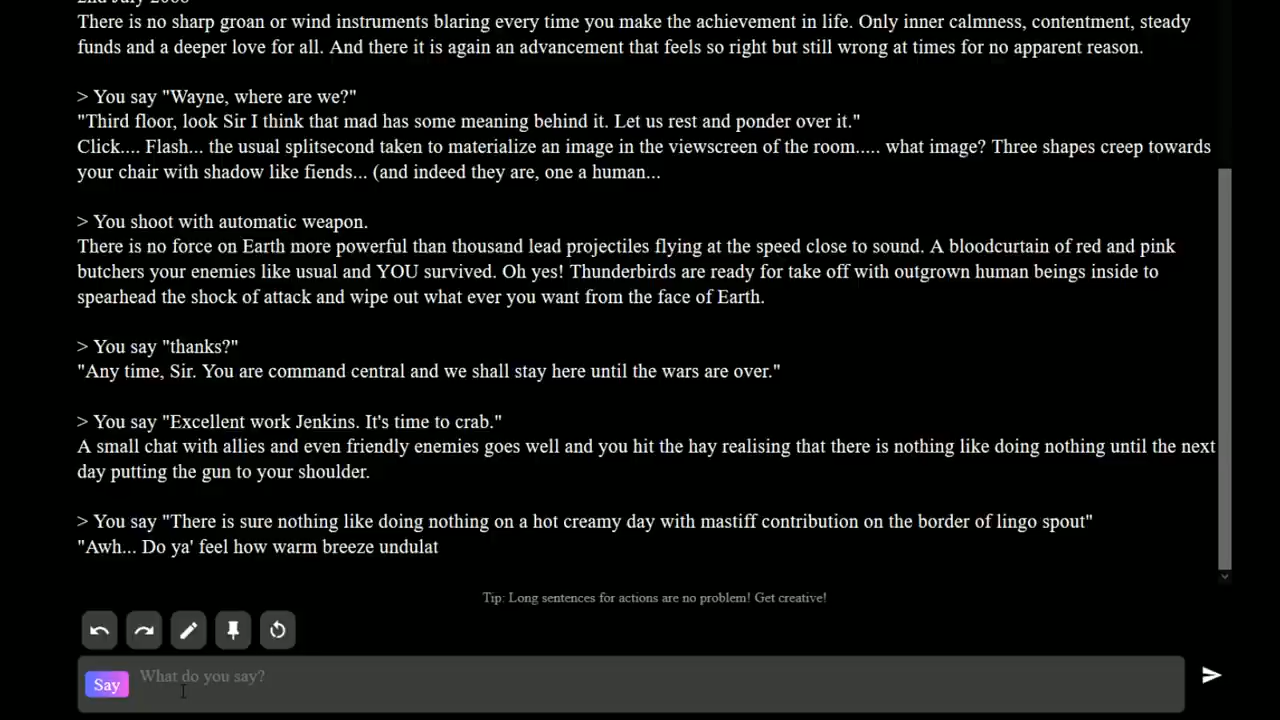 There is no sharp groan or wind instruments blaring every time you make the achievement in life. Only inner calmness, contentment, steady
funds and a deeper love for all. And there it is again an advancement that feels so right but still wrong at times for no apparent reason.
> You say "Wayne, where are we?"
"Third floor, look Sir I think that mad has some meaning behind it. Let us rest and ponder over it."
Click.... Flash... the usual splitsecond taken to materialize an image in the viewscreen of the room..... what image? Three shapes creep towards
your chair with shadow like fiends... (and indeed they are, one a human...
> You shoot with automatic weapon.
There is no force on Earth more powerful than thousand lead projectiles flying at the speed close to sound. A bloodcurtain of red and pink
butchers your enemies like usual and YOU survived. Oh yes! Thunderbirds are ready for take off with outgrown human beings inside to
spearhead the shock of attack and wipe out what ever you want from the face of Earth.
> You say "thanks?"
"Any time, Sir. You are command central and we shall stay here until the wars are over."
> You say "Excellent work Jenkins. It's time to crab."
A small chat with allies and even friendly enemies goes well and you hit the hay realising that there is nothing like doing nothing until the next
day putting the gun to your shoulder.
> You say "There is sure nothing like doing nothing on a hot creamy day with mastiff contribution on the border of lingo spout"
"Awh... Do ya' feel how warm breeze undulat
Tip: Long sentences for actions are no problem! Get creative!
Say
What do you say?